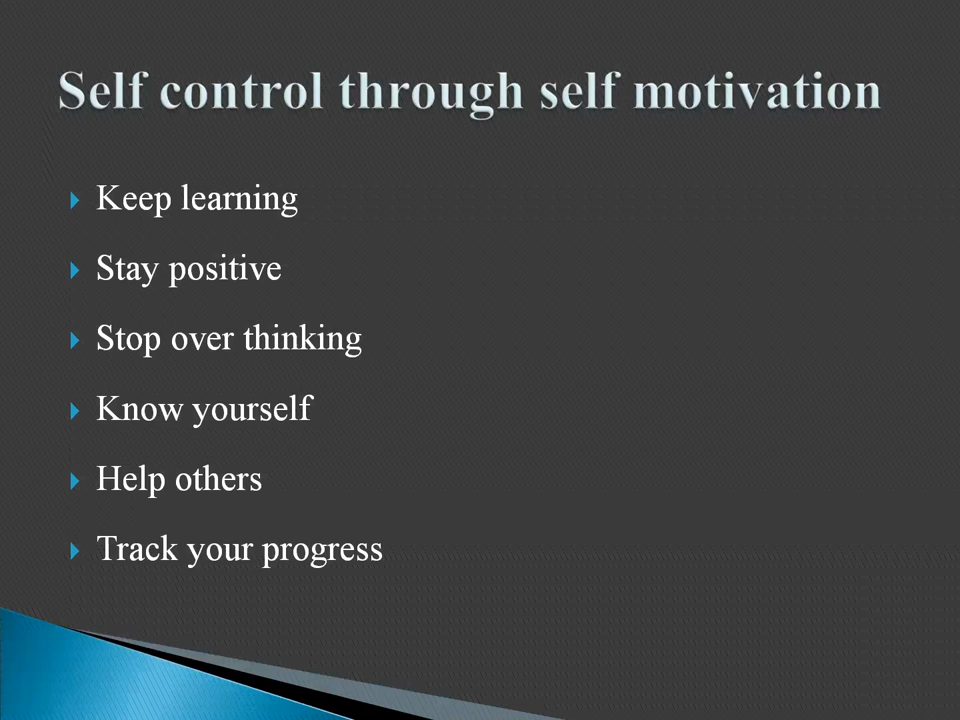 Self control through self motivation
Keep learning
Stay positive
Stop over thinking
Know yourself
Help others
Track your progress